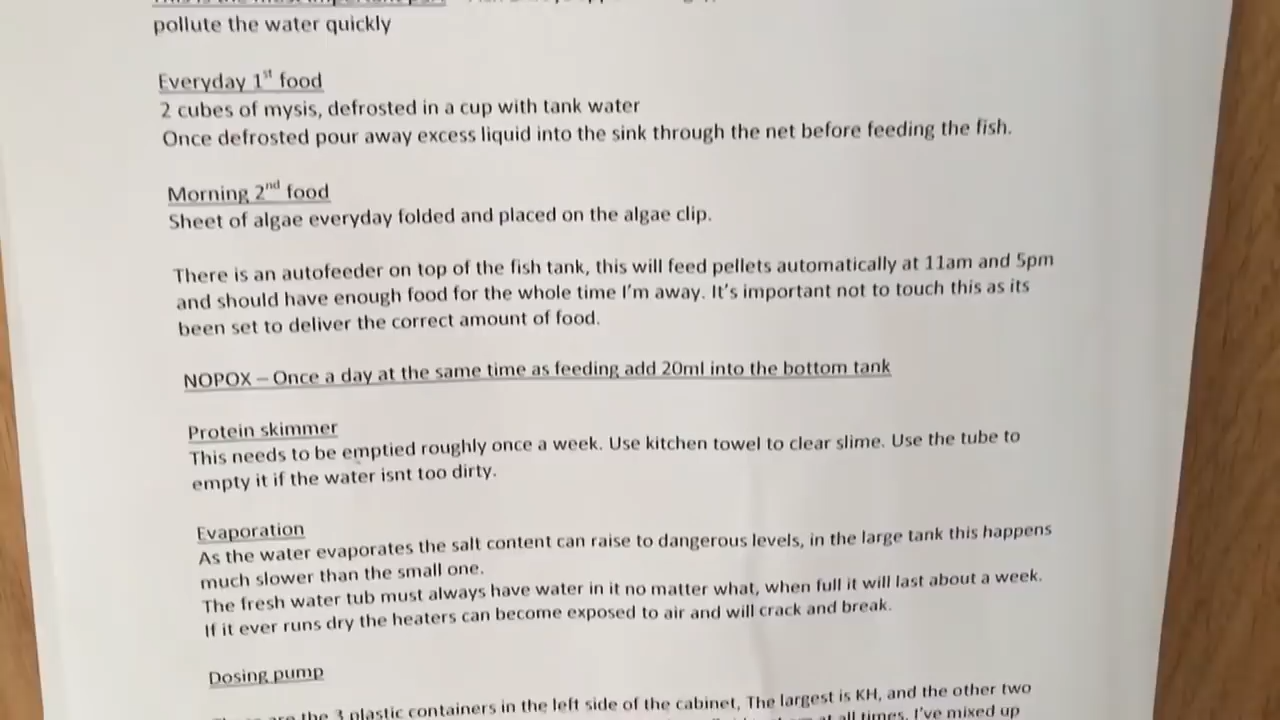 pollute the water quickly
Everyday 1st food
2 cubes of mysis, defrosted in a cup with tank water
Once defrosted pour away excess liquid into the sink through the net before feeding the fish.
Morning 2nd food
Sheet of algae everyday folded and placed on the algae clip.
There is an autofeeder on top of the fish tank, this will feed pellets automatically at 11am and 5pm
and should have enough food for the whole time I'm away. It's important not to touch this as its
been set to deliver the correct amount of food.
NOPOX – Once a day at the same time as feeding add 20ml into the bottom tank
Protein skimmer
This needs to be emptied roughly once a week. Use kitchen towel to clear slime. Use the tube to
empty it if the water isnt too dirty.
Evaporation
As the water evaporates the salt content can raise to dangerous levels, in the large tank this happens
much slower than the small one.
The fresh water tub must always have water in it no matter what, when full it will last about a week.
If it ever runs dry the heaters can become exposed to air and will crack and break.
Dosing pump
are the 3 plastic containers in the left side of the cabinet, The largest is KH, and the other two
at all times. I've mixed up